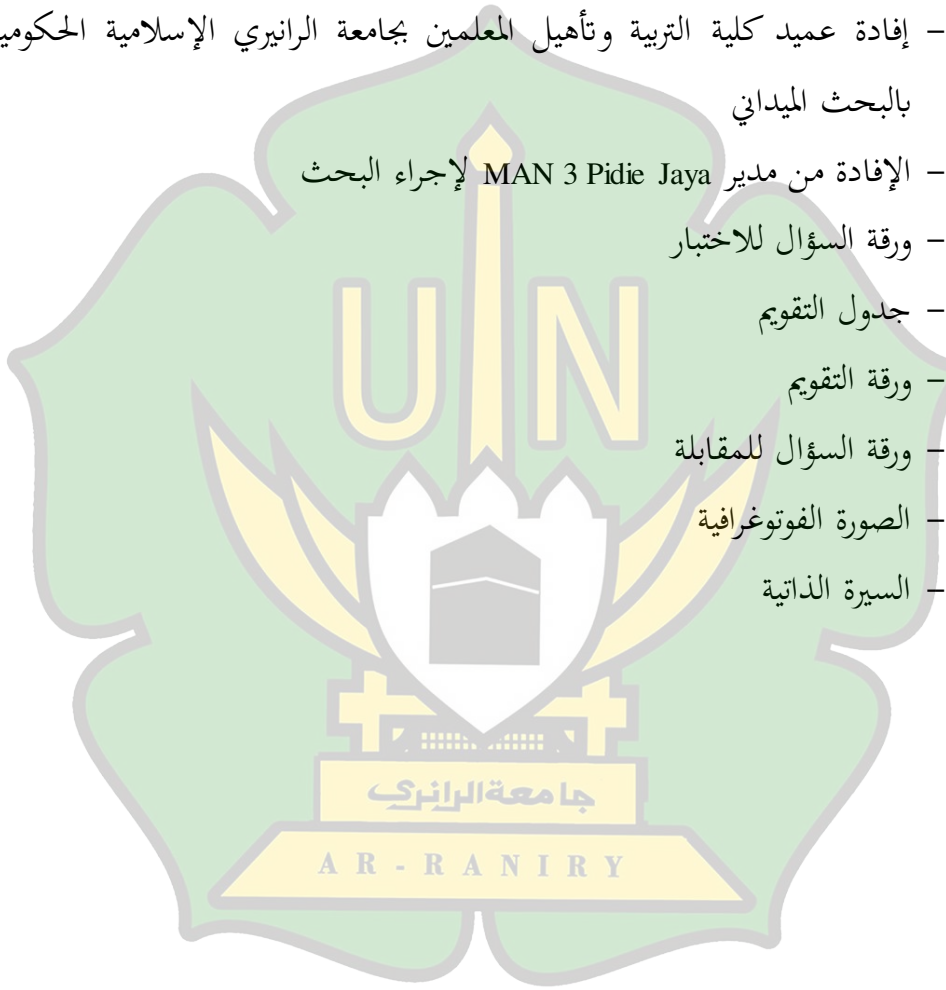 – إفادة عميد كلية التربية وتأهيل المعلمين بجامعة الرانيري الإسلامية
بالبحث الميداني
– الإفادة من مدير MAN 3 Pidie Jaya لإجراء البحث
– ورقة السؤال للاختبار
– جدول التقويم
– ورقة التقويم
– ورقة السؤال للمقابلة
– الصورة الفوتوغرافية
– السيرة الذاتية
UIN
جامعة الرانري
AR-RANIRY